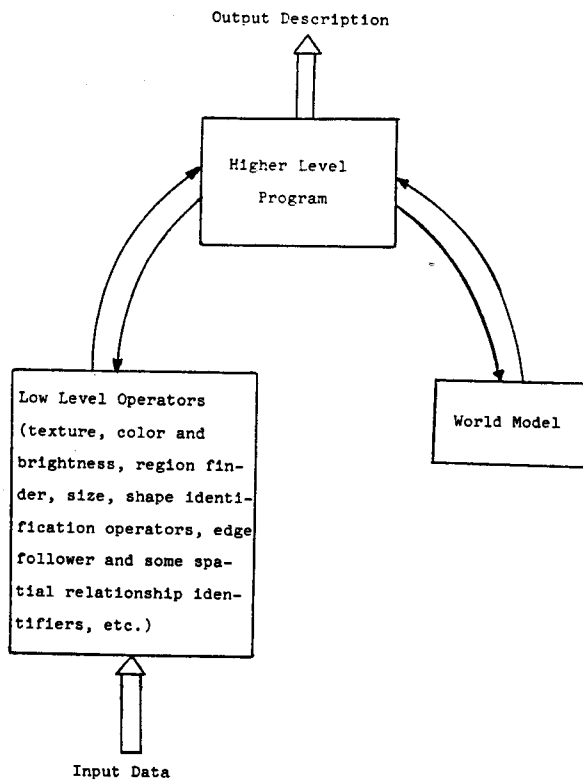 Output Description
Higher Level
Program
Low Level Operators
(texture, color and
brightness, region fin-
der, size, shape identi-
fication operators, edge
follower and some spa-
tial relationship iden-
tifiers, etc.)
World Model
Input Data